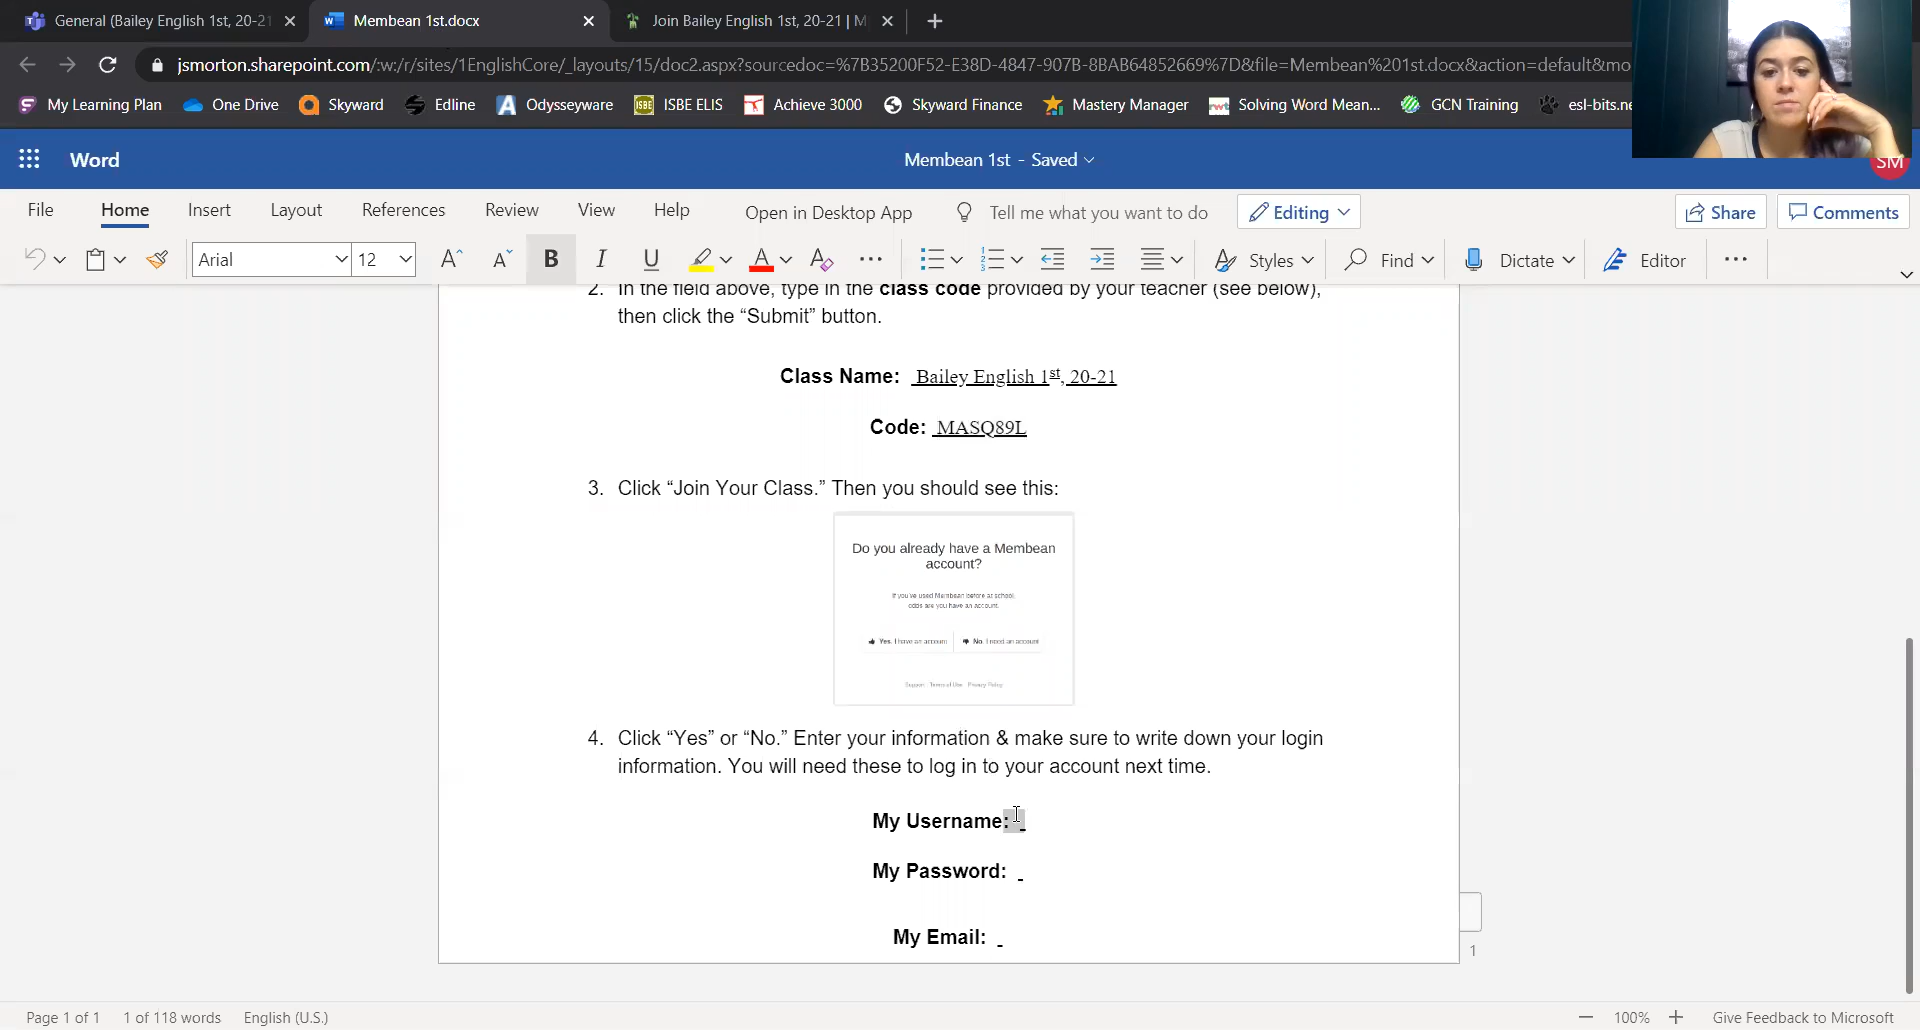 General (Bailey English 1st, 20-21
Membean 1st.docx
Join Bailey English 1st, 20-21 | M
jsmorton.sharepoint.com/:w:/r/sites/1EnglishCore/_layouts/15/doc2.aspx?sourcedoc=%7B35200F52-E38D-4847-907B-8BAB64852669%7D&file=Membean%201st.docx&action=default&mo
My Learning Plan One Drive Skyward Edline Odysseyware ISBE ELIS Achieve 3000 Skyward Finance Mastery Manager Solving Word Mean... GCN Training esl-bits.ne
Word
Membean 1st - Saved
SM
File Home Insert Layout References Review View Help Open in Desktop App Tell me what you want to do Editing Share Comments
Arial 12 B I U A Styles Find Dictate Editor
2. In the field above, type in the class code provided by your teacher (see below),
then click the “Submit” button.
Class Name: Bailey English 1st, 20-21
Code: MASQ89L
3. Click “Join Your Class.” Then you should see this:
Do you already have a Membean
account?
If you've used Membean before at school,
odds are you have an account.
Yes. I have an account No. I need an account
Support Terms of Use Privacy Policy
4. Click “Yes” or “No.” Enter your information & make sure to write down your login
information. You will need these to log in to your account next time.
My Username: _
My Password: _
My Email: _
1
Page 1 of 1 1 of 118 words English (U.S.) 100% Give Feedback to Microsoft